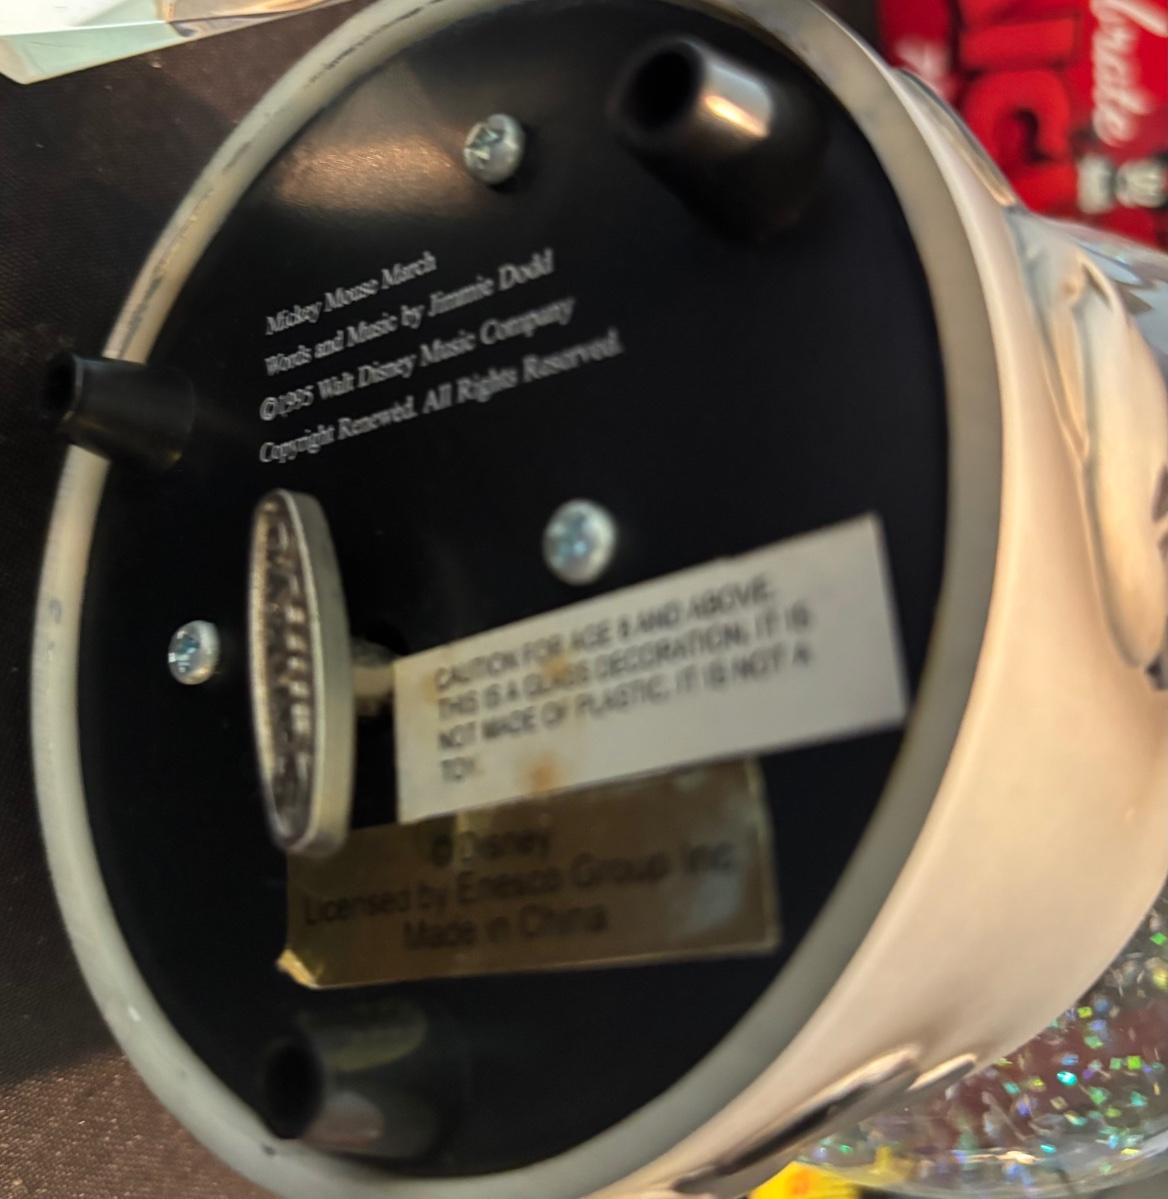 Mickey Mouse March
Words and Music by Jimmie Dodd
©1995 Walt Disney Music Company
Copyright Renewed. All Rights Reserved.
CAUTION FOR AGE 8 AND ABOVE.
THIS IS A GLASS DECORATION, IT IS
NOT MADE OF PLASTIC, IT IS NOT A
TOY.
© Disney
Licensed by Enesco Group Inc
Made in China